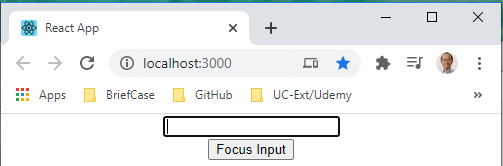 React App
localhost:3000
Apps BriefCase GitHub UC-Ext/Udemy »
Focus Input